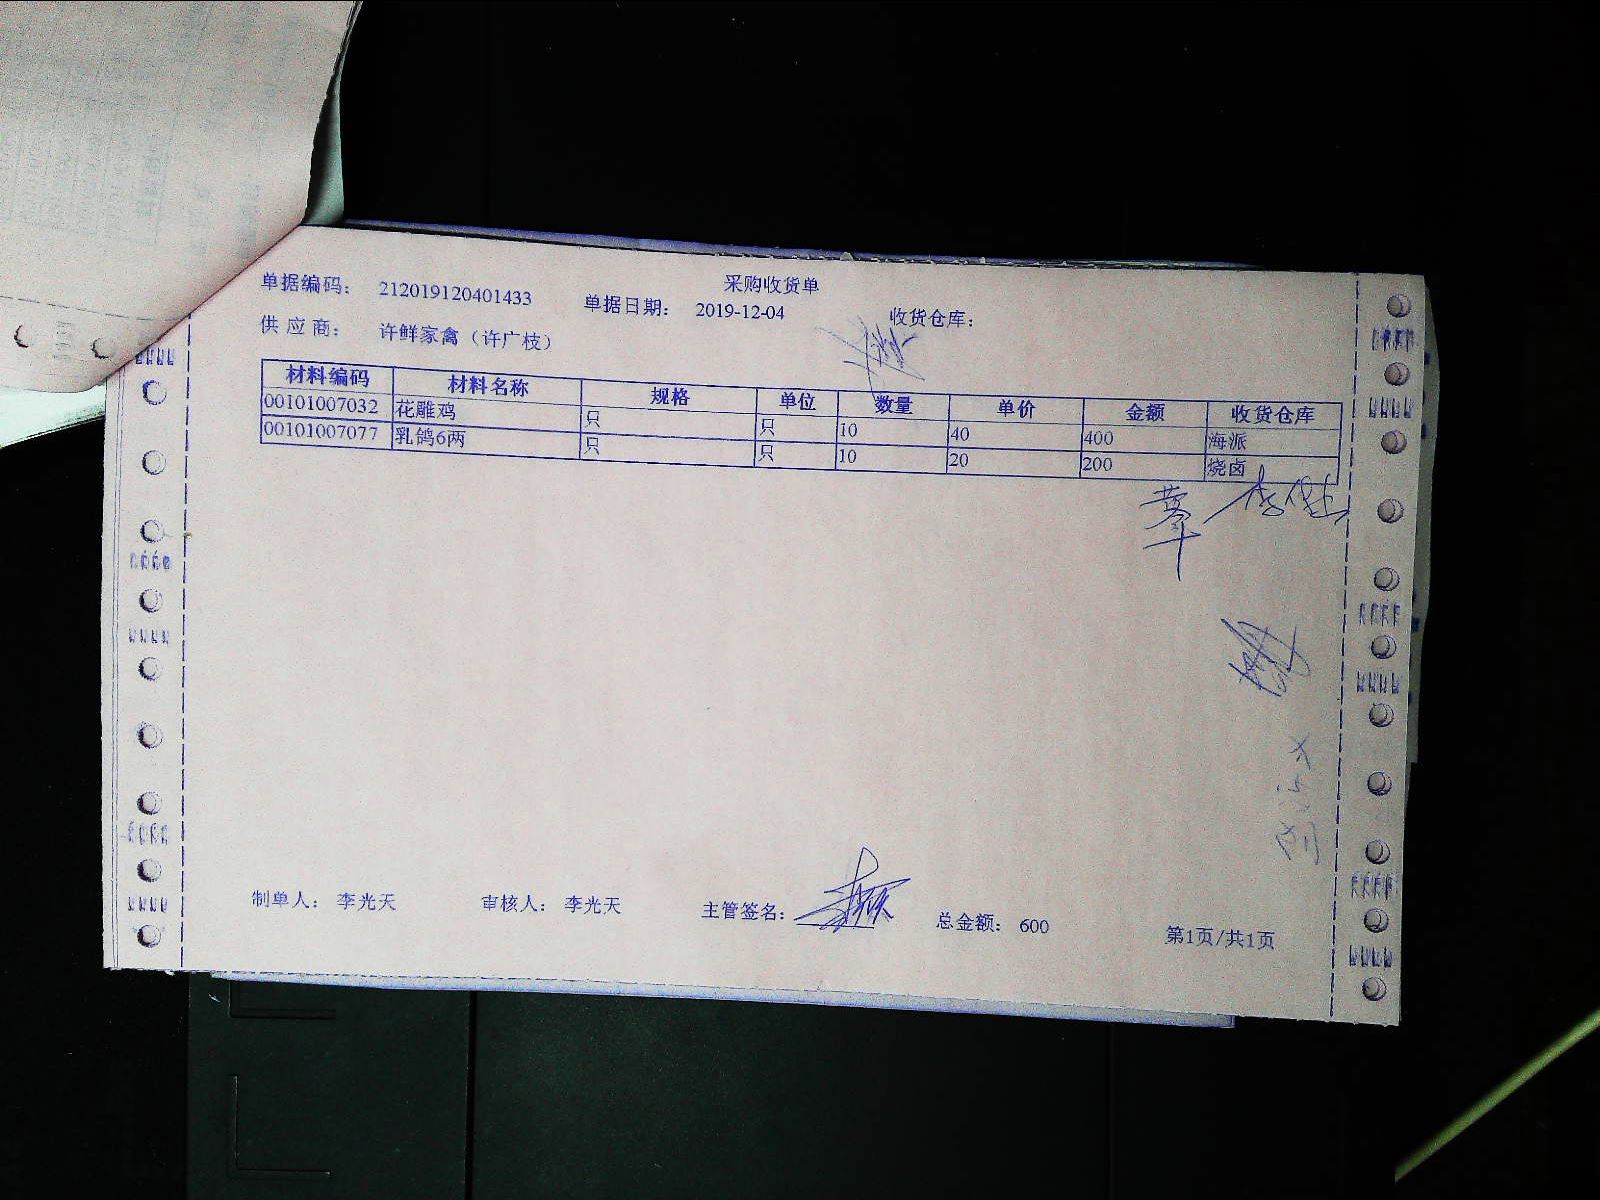 采购收货单
单据编码： 212019120401433 单据日期： 2019-12-04 收货仓库：
供应商： 许鲜家禽（许广枝）
材料编码 材料名称 规格 单位 数量 单价 金额 收货仓库
00101007032 花雕鸡 只 只 10 40 400 海派
00101007077 乳鸽6两 只 只 10 20 200 烧卤
制单人： 李光天 审核人： 李光天 主管签名： 总金额： 600 第1页/共1页